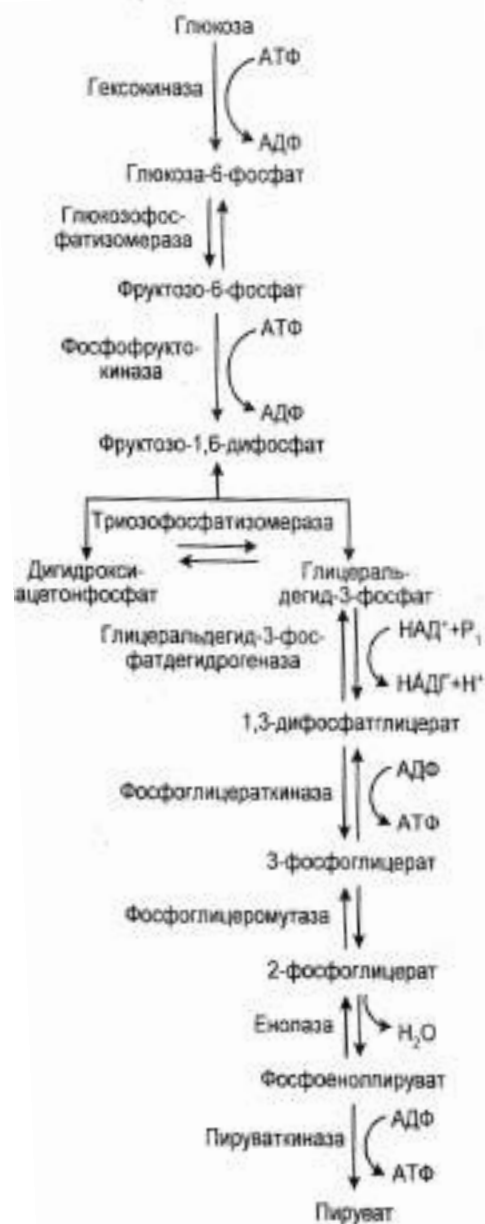 Глюкоза
АТФ
Гексокиназа
АДФ
Глюкоза-6-фосфат
Глюкозофос-
фатизомераза
Фруктозо-6-фосфат
АТФ
Фосфофрукто-
киназа
АДФ
Фруктозо-1,6-дифосфат
Триозофосфатизомераза
Дигидрокси-
ацетонфосфат
Глицераль-
дегид-3-фосфат
Глицеральдегид-3-фос-
фатдегидрогеназа
НАД⁺+P₁
НАДГ+Н⁺
1,3-дифосфатглицерат
АДФ
Фосфоглицераткиназа
АТФ
3-фосфоглицерат
Фосфоглицеромутаза
2-фосфоглицерат
Енолаза
H₂O
Фосфоенолпируват
АДФ
Пируваткиназа
АТФ
Пируват